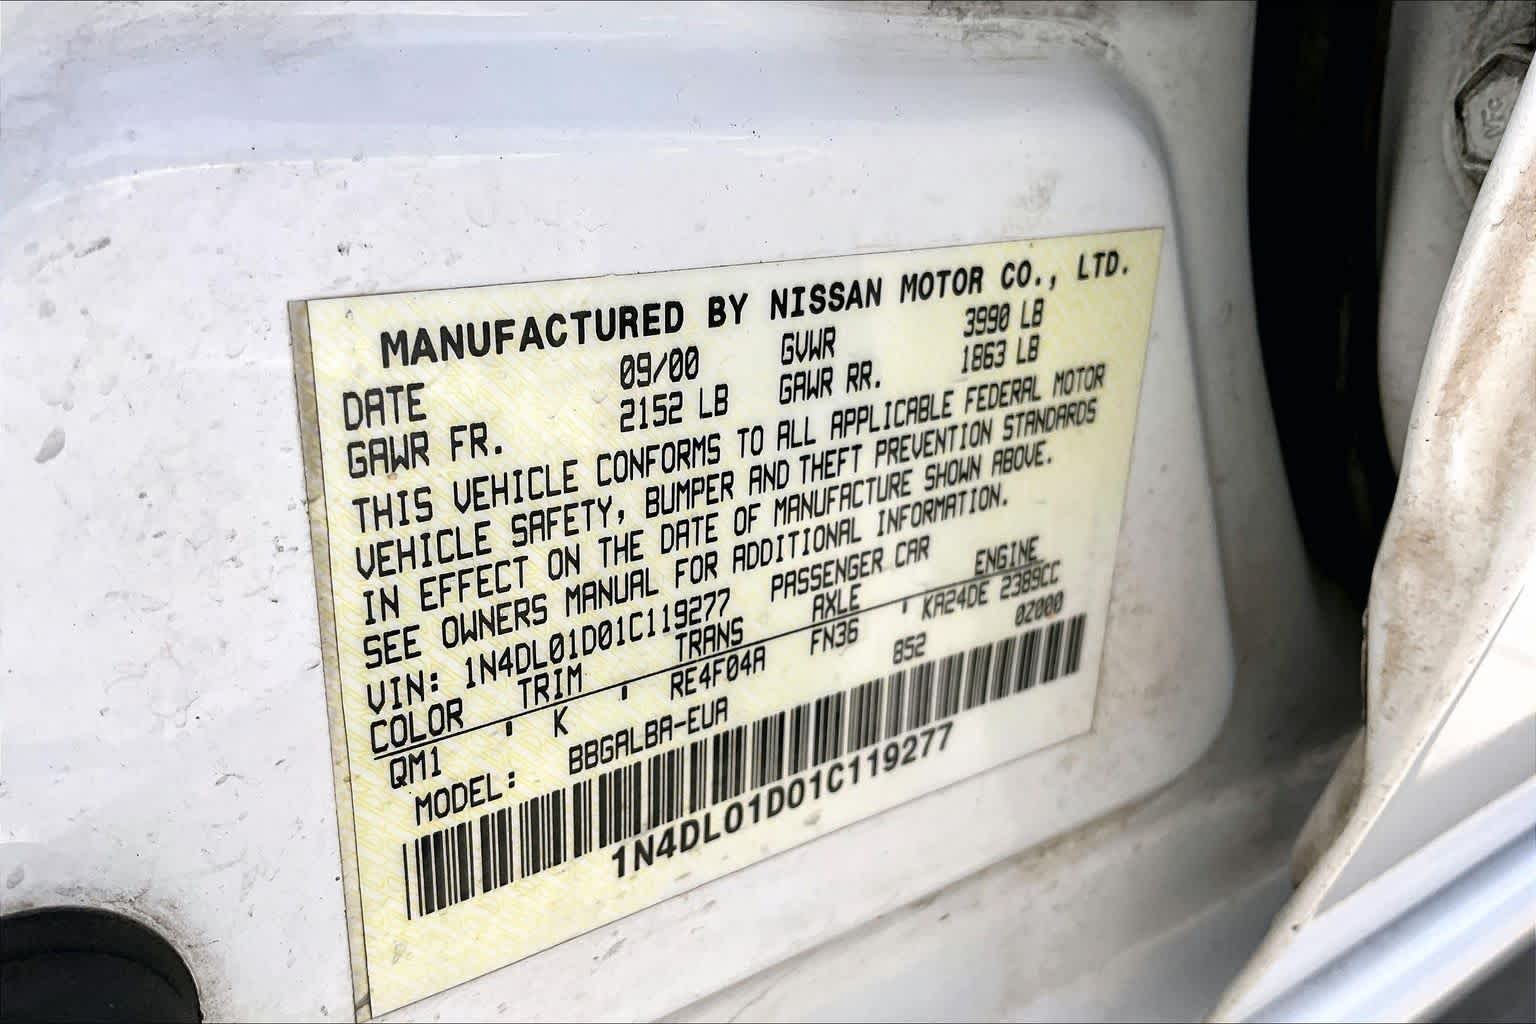 MANUFACTURED BY NISSAN MOTOR CO., LTD.
DATE 09/00 GVWR 3990 LB
GAWR FR. 2152 LB GAWR RR. 1863 LB
THIS VEHICLE CONFORMS TO ALL APPLICABLE FEDERAL MOTOR
VEHICLE SAFETY, BUMPER AND THEFT PREVENTION STANDARDS
IN EFFECT ON THE DATE OF MANUFACTURE SHOWN ABOVE.
SEE OWNERS MANUAL FOR ADDITIONAL INFORMATION.
VIN: 1N4DL01D01C119277 PASSENGER CAR
COLOR TRIM TRANS AXLE ENGINE
QM1 K RE4F04A FN36 KA24DE 2389CC
MODEL: BBGALBA-EUA 852 02000
1N4DL01D01C119277